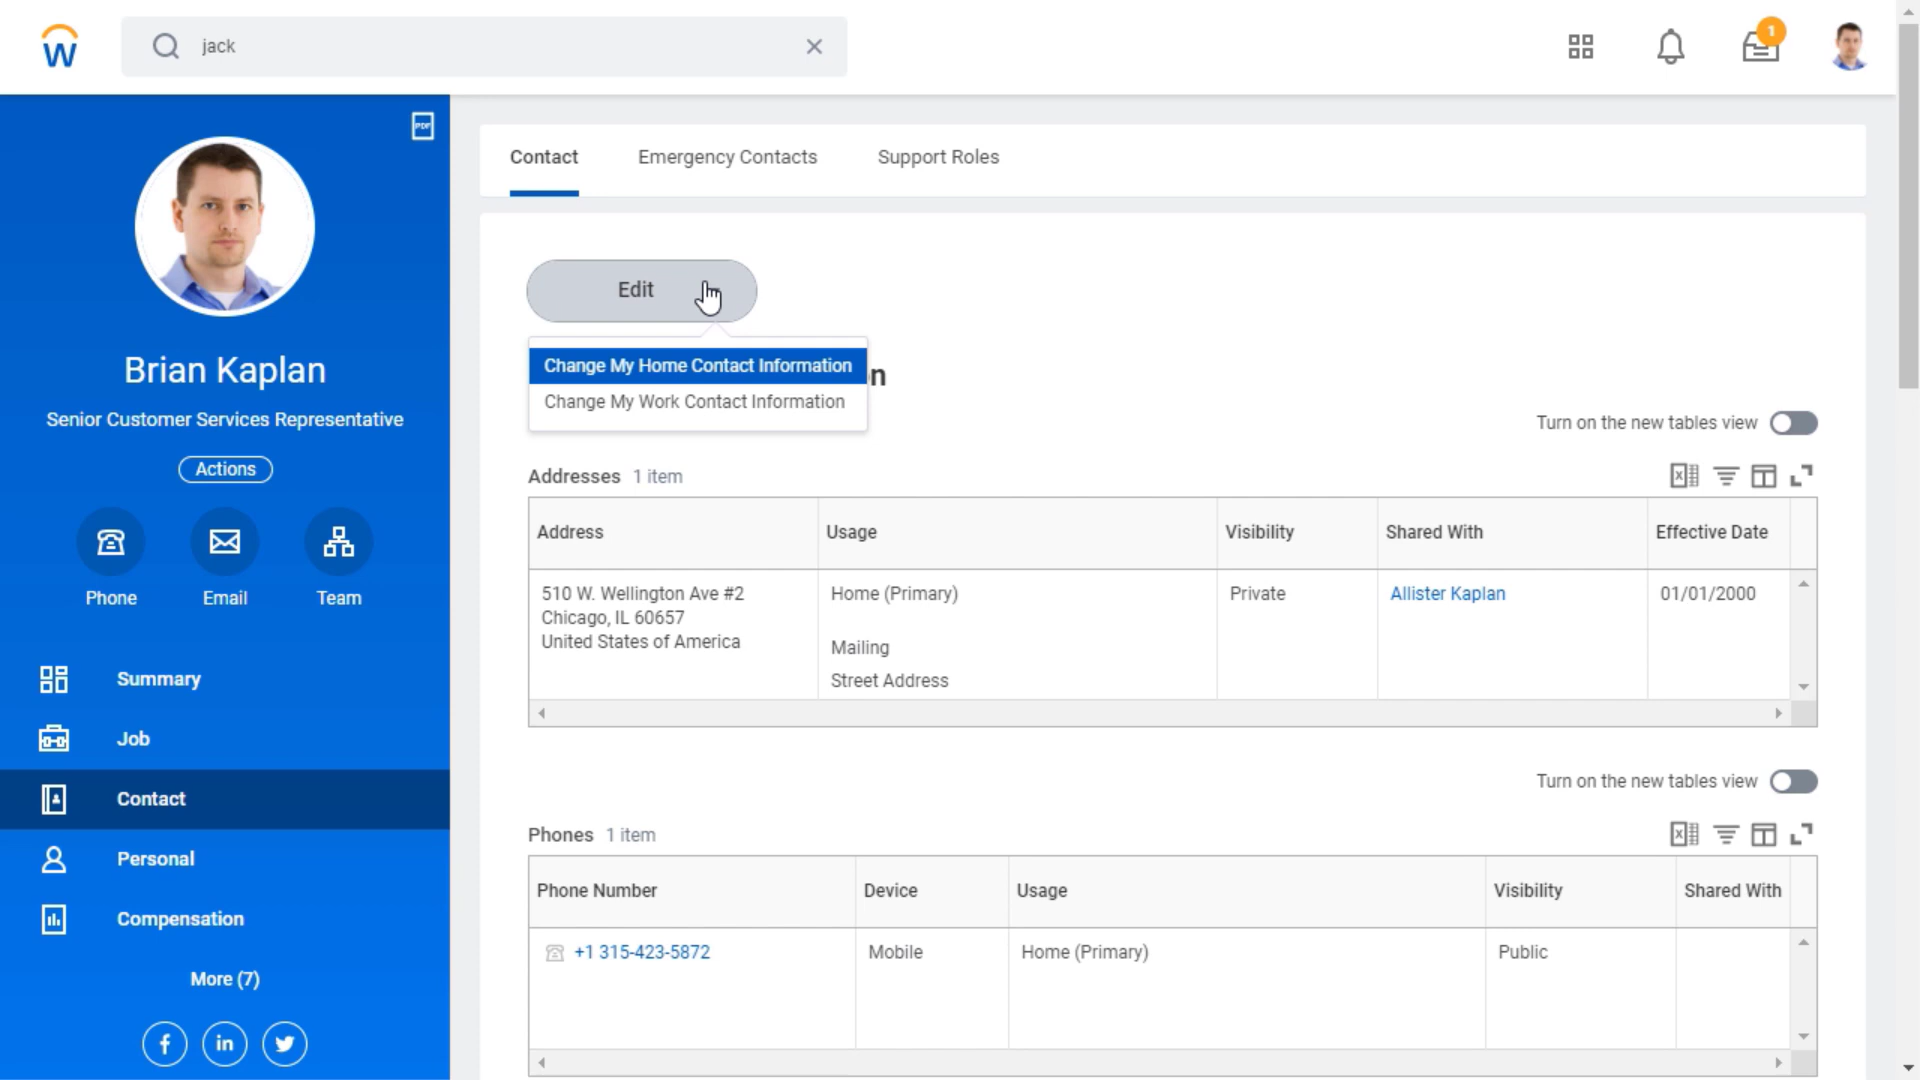 W
jack
1
PDF
Brian Kaplan
Senior Customer Services Representative
Actions
Phone
Email
Team
Summary
Job
Contact
Personal
Compensation
More (7)
f
in
Contact
Emergency Contacts
Support Roles
Edit
Change My Home Contact Information
Change My Work Contact Information
n
Turn on the new tables view
Addresses 1 item
Address
Usage
Visibility
Shared With
Effective Date
510 W. Wellington Ave #2
Chicago, IL 60657
United States of America
Home (Primary)
Mailing
Street Address
Private
Allister Kaplan
01/01/2000
Turn on the new tables view
Phones 1 item
Phone Number
Device
Usage
Visibility
Shared With
+1 315-423-5872
Mobile
Home (Primary)
Public